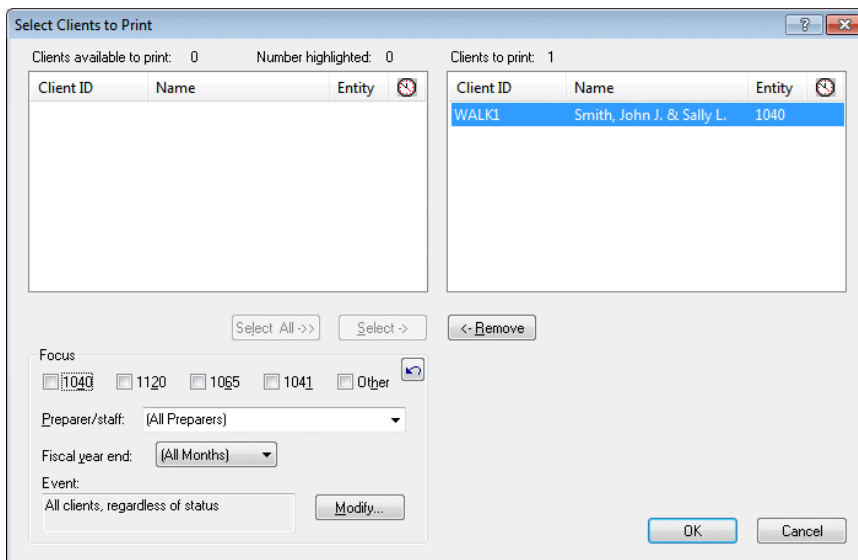 Select Clients to Print
Clients available to print: 0 Number highlighted: 0 Clients to print: 1
Client ID Name Entity Client ID Name Entity
WALK1 Smith, John J. & Sally L. 1040
Select All ->> Select -> <- Remove
Focus
1040 1120 1065 1041 Other
Preparer/staff: (All Preparers)
Fiscal year end: (All Months)
Event:
All clients, regardless of status Modify...
OK Cancel